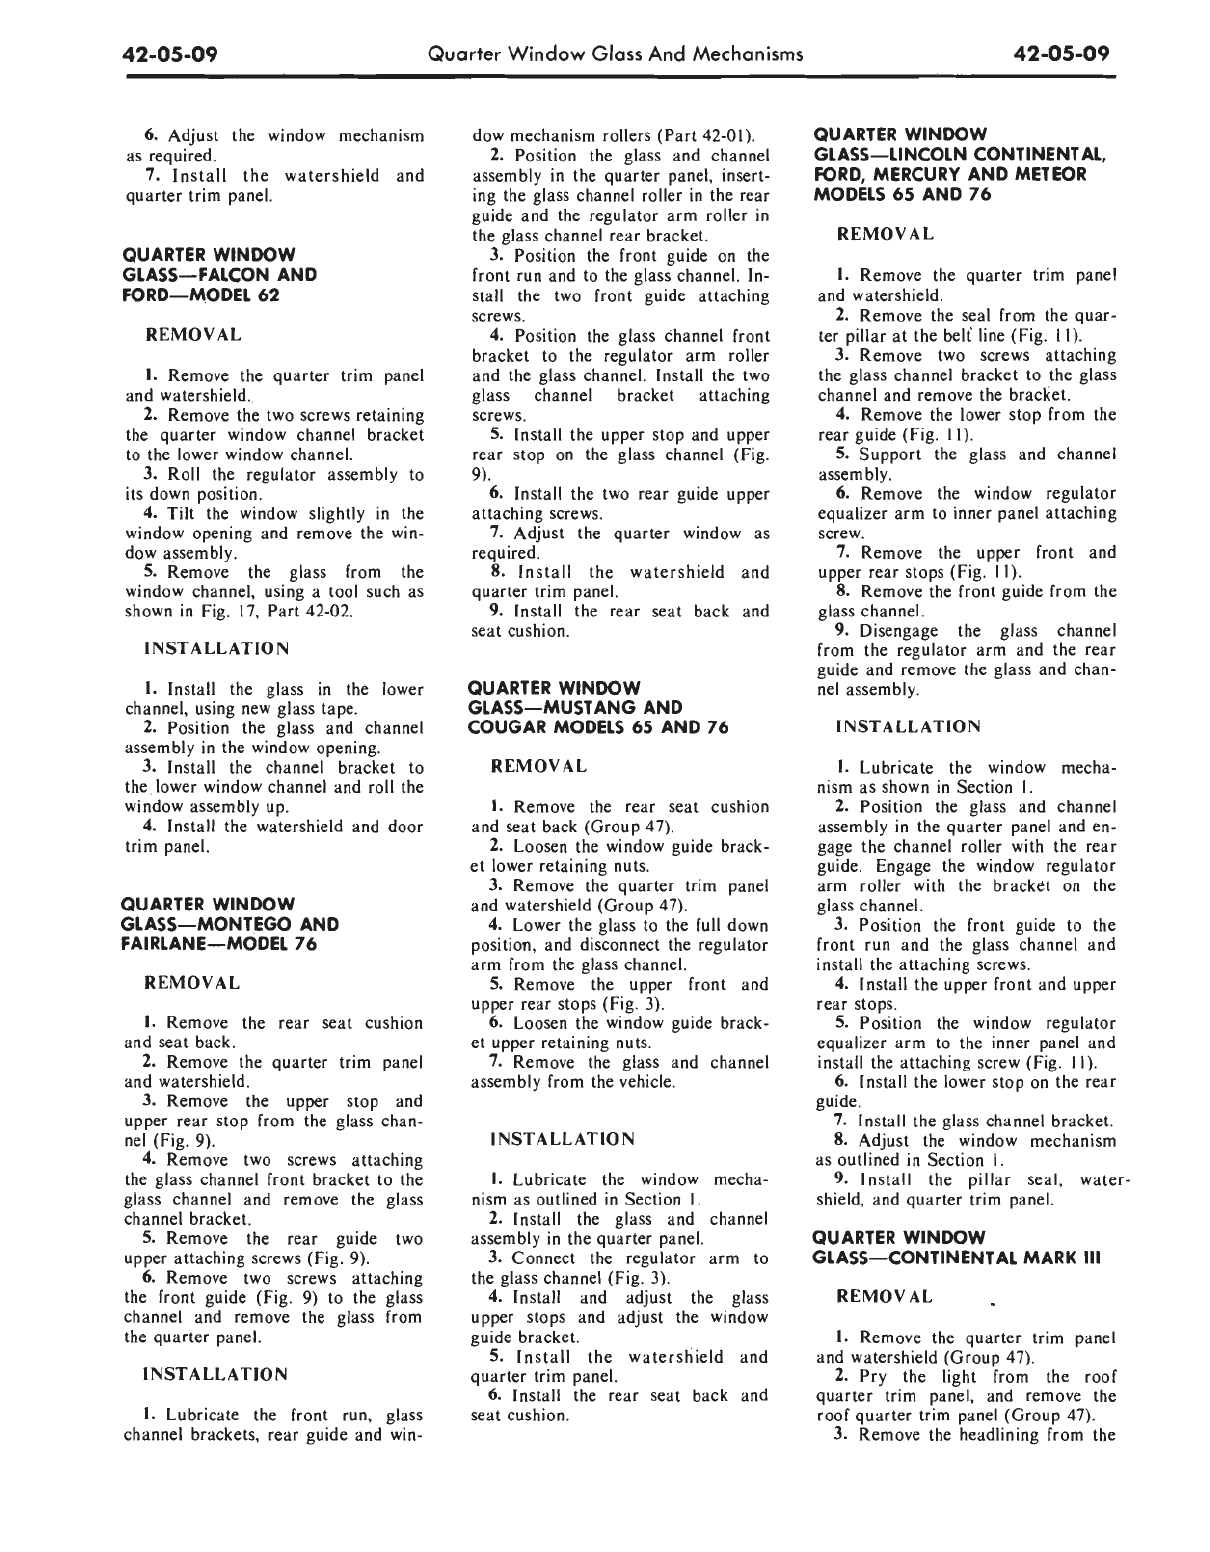 42-05-09 Quarter Window Glass And Mechanisms 42-05-09
6. Adjust the window mechanism
as required.
7. Install the watershield and
quarter trim panel.
QUARTER WINDOW
GLASS—FALCON AND
FORD—MODEL 62
REMOVAL
1. Remove the quarter trim panel
and watershield.
2. Remove the two screws retaining
the quarter window channel bracket
to the lower window channel.
3. Roll the regulator assembly to
its down position.
4. Tilt the window slightly in the
window opening and remove the win-
dow assembly.
5. Remove the glass from the
window channel, using a tool such as
shown in Fig. 17, Part 42-02.
INSTALLATION
1. Install the glass in the lower
channel, using new glass tape.
2. Position the glass and channel
assembly in the window opening.
3. Install the channel bracket to
the lower window channel and roll the
window assembly up.
4. Install the watershield and door
trim panel.
QUARTER WINDOW
GLASS—MONTEGO AND
FAIRLANE—MODEL 76
REMOVAL
1. Remove the rear seat cushion
and seat back.
2. Remove the quarter trim panel
and watershield.
3. Remove the upper stop and
upper rear stop from the glass chan-
nel (Fig. 9).
4. Remove two screws attaching
the glass channel front bracket to the
glass channel and remove the glass
channel bracket.
5. Remove the rear guide two
upper attaching screws (Fig. 9).
6. Remove two screws attaching
the front guide (Fig. 9) to the glass
channel and remove the glass from
the quarter panel.
INSTALLATION
1. Lubricate the front run, glass
channel brackets, rear guide and win-
dow mechanism rollers (Part 42-01).
2. Position the glass and channel
assembly in the quarter panel, insert-
ing the glass channel roller in the rear
guide and the regulator arm roller in
the glass channel rear bracket.
3. Position the front guide on the
front run and to the glass channel. In-
stall the two front guide attaching
screws.
4. Position the glass channel front
bracket to the regulator arm roller
and the glass channel. Install the two
glass channel bracket attaching
screws.
5. Install the upper stop and upper
rear stop on the glass channel (Fig.
9).
6. Install the two rear guide upper
attaching screws.
7. Adjust the quarter window as
required.
8. Install the watershield and
quarter trim panel.
9. Install the rear seat back and
seat cushion.
QUARTER WINDOW
GLASS—MUSTANG AND
COUGAR MODELS 65 AND 76
REMOVAL
1. Remove the rear seat cushion
and seat back (Group 47).
2. Loosen the window guide brack-
et lower retaining nuts.
3. Remove the quarter trim panel
and watershield (Group 47).
4. Lower the glass to the full down
position, and disconnect the regulator
arm from the glass channel.
5. Remove the upper front and
upper rear stops (Fig. 3).
6. Loosen the window guide brack-
et upper retaining nuts.
7. Remove the glass and channel
assembly from the vehicle.
INSTALLATION
1. Lubricate the window mecha-
nism as outlined in Section 1.
2. Install the glass and channel
assembly in the quarter panel.
3. Connect the regulator arm to
the glass channel (Fig. 3).
4. Install and adjust the glass
upper stops and adjust the window
guide bracket.
5. Install the watershield and
quarter trim panel.
6. Install the rear seat back and
seat cushion.
QUARTER WINDOW
GLASS—LINCOLN CONTINENTAL,
FORD, MERCURY AND METEOR
MODELS 65 AND 76
REMOVAL
1. Remove the quarter trim panel
and watershield.
2. Remove the seal from the quar-
ter pillar at the belt line (Fig. 11).
3. Remove two screws attaching
the glass channel bracket to the glass
channel and remove the bracket.
4. Remove the lower stop from the
rear guide (Fig. 11).
5. Support the glass and channel
assembly.
6. Remove the window regulator
equalizer arm to inner panel attaching
screw.
7. Remove the upper front and
upper rear stops (Fig. 11).
8. Remove the front guide from the
glass channel.
9. Disengage the glass channel
from the regulator arm and the rear
guide and remove the glass and chan-
nel assembly.
INSTALLATION
1. Lubricate the window mecha-
nism as shown in Section 1.
2. Position the glass and channel
assembly in the quarter panel and en-
gage the channel roller with the rear
guide. Engage the window regulator
arm roller with the bracket on the
glass channel.
3. Position the front guide to the
front run and the glass channel and
install the attaching screws.
4. Install the upper front and upper
rear stops.
5. Position the window regulator
equalizer arm to the inner panel and
install the attaching screw (Fig. 11).
6. Install the lower stop on the rear
guide.
7. Install the glass channel bracket.
8. Adjust the window mechanism
as outlined in Section 1.
9. Install the pillar seal, water-
shield, and quarter trim panel.
QUARTER WINDOW
GLASS—CONTINENTAL MARK III
REMOVAL
1. Remove the quarter trim panel
and watershield (Group 47).
2. Pry the light from the roof
quarter trim panel, and remove the
roof quarter trim panel (Group 47).
3. Remove the headlining from the